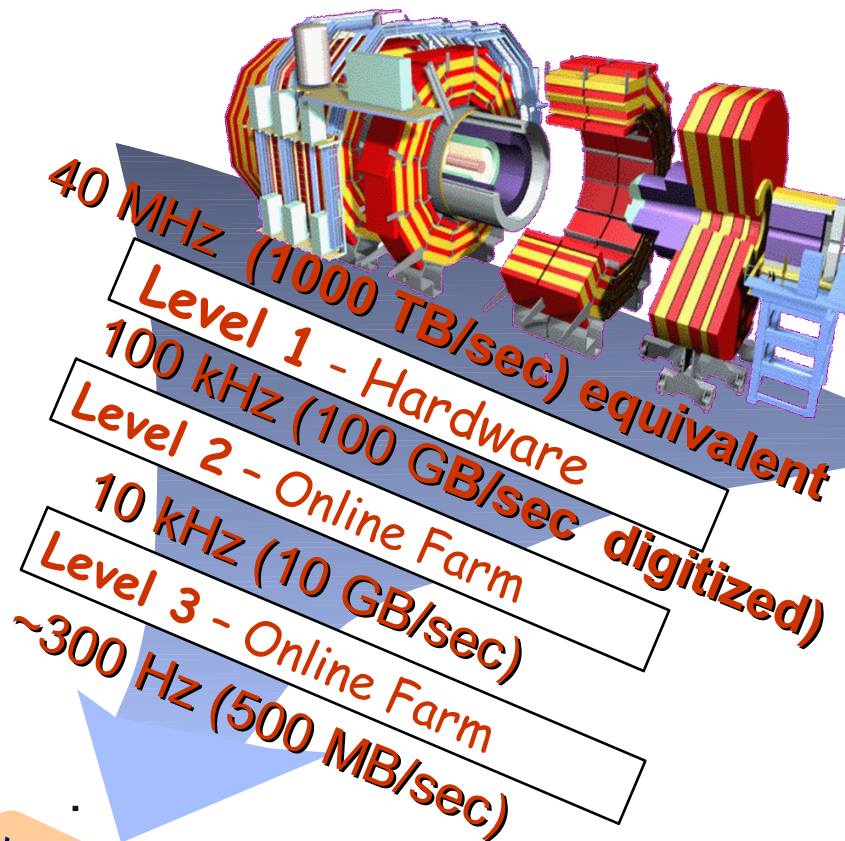 40 MHz (1000 TB/sec) equivalent
Level 1 - Hardware
100 kHz (100 GB/sec digitized)
Level 2 - Online Farm
10 kHz (10 GB/sec)
Level 3 - Online Farm
~300 Hz (500 MB/sec)
.